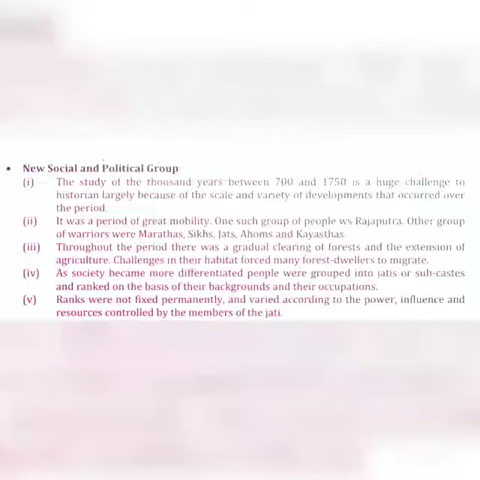 • New Social and Political Group
(i) The study of the thousand years between 700 and 1750 is a huge challenge to
historian largely because of the scale and variety of developments that occurred over
the period.
(ii) It was a period of great mobility. One such group of people ws Rajaputra. Other group
of warriors were Marathas, Sikhs, Jats, Ahoms and Kayasthas.
(iii) Throughout the period there was a gradual clearing of forests and the extension of
agriculture. Challenges in their habitat forced many forest-dwellers to migrate.
(iv) As society became more differentiated people were grouped into jatis or sub-castes
and ranked on the basis of their backgrounds and their occupations.
(v) Ranks were not fixed permanently, and varied according to the power, influence and
resources controlled by the members of the jati.